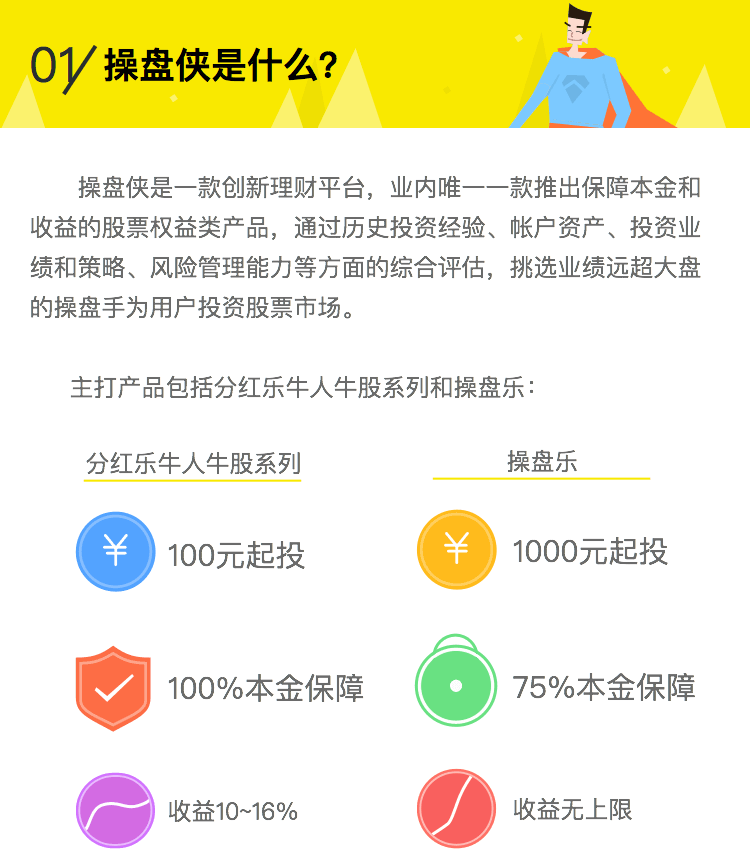 01/ 操盘侠是什么?
操盘侠是一款创新理财平台，业内唯一一款推出保障本金和
收益的股票权益类产品，通过历史投资经验、帐户资产、投资业
绩和策略、风险管理能力等方面的综合评估，挑选业绩远超大盘
的操盘手为用户投资股票市场。
主打产品包括分红乐牛人牛股系列和操盘乐：
分红乐牛人牛股系列
操盘乐
¥ 100元起投
¥ 1000元起投
100%本金保障
75%本金保障
收益10~16%
收益无上限